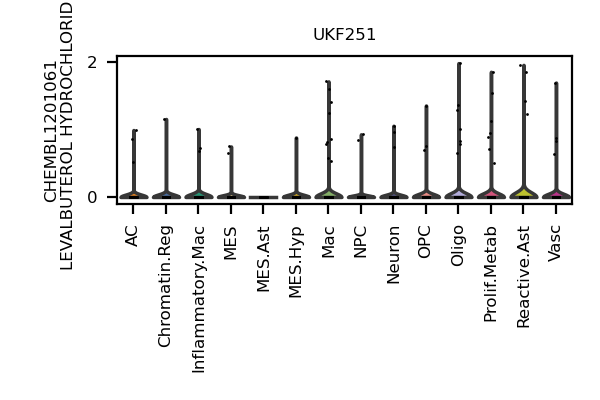 UKF251
CHEMBL1201061
LEVALBUTEROL HYDROCHLORID
2
0
AC
Chromatin.Reg
Inflammatory.Mac
MES
MES.Ast
MES.Hyp
Mac
NPC
Neuron
OPC
Oligo
Prolif.Metab
Reactive.Ast
Vasc